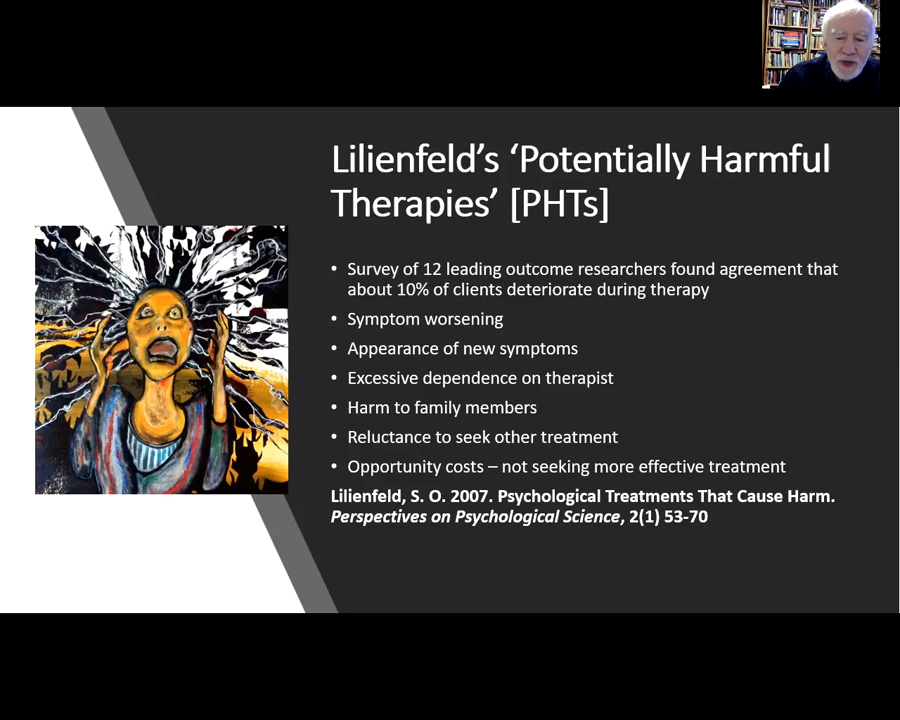 Lilienfeld's ‘Potentially Harmful
Therapies’ [PHTs]
• Survey of 12 leading outcome researchers found agreement that
about 10% of clients deteriorate during therapy
• Symptom worsening
• Appearance of new symptoms
• Excessive dependence on therapist
• Harm to family members
• Reluctance to seek other treatment
• Opportunity costs – not seeking more effective treatment
Lilienfeld, S. O. 2007. Psychological Treatments That Cause Harm.
Perspectives on Psychological Science, 2(1) 53-70